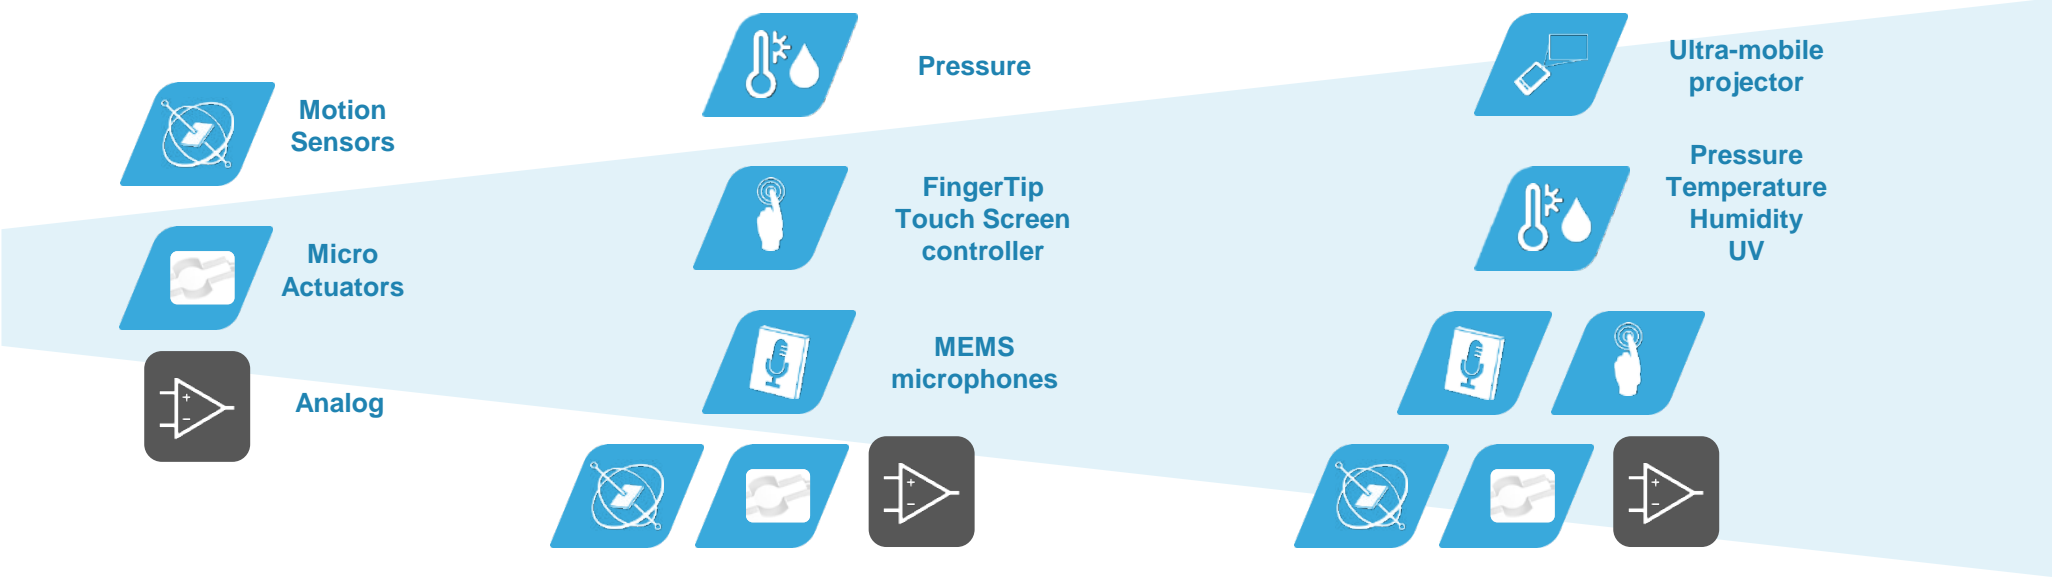 Motion
Sensors
Micro
Actuators
Analog
Pressure
FingerTip
Touch Screen
controller
MEMS
microphones
Ultra-mobile
projector
Pressure
Temperature
Humidity
UV